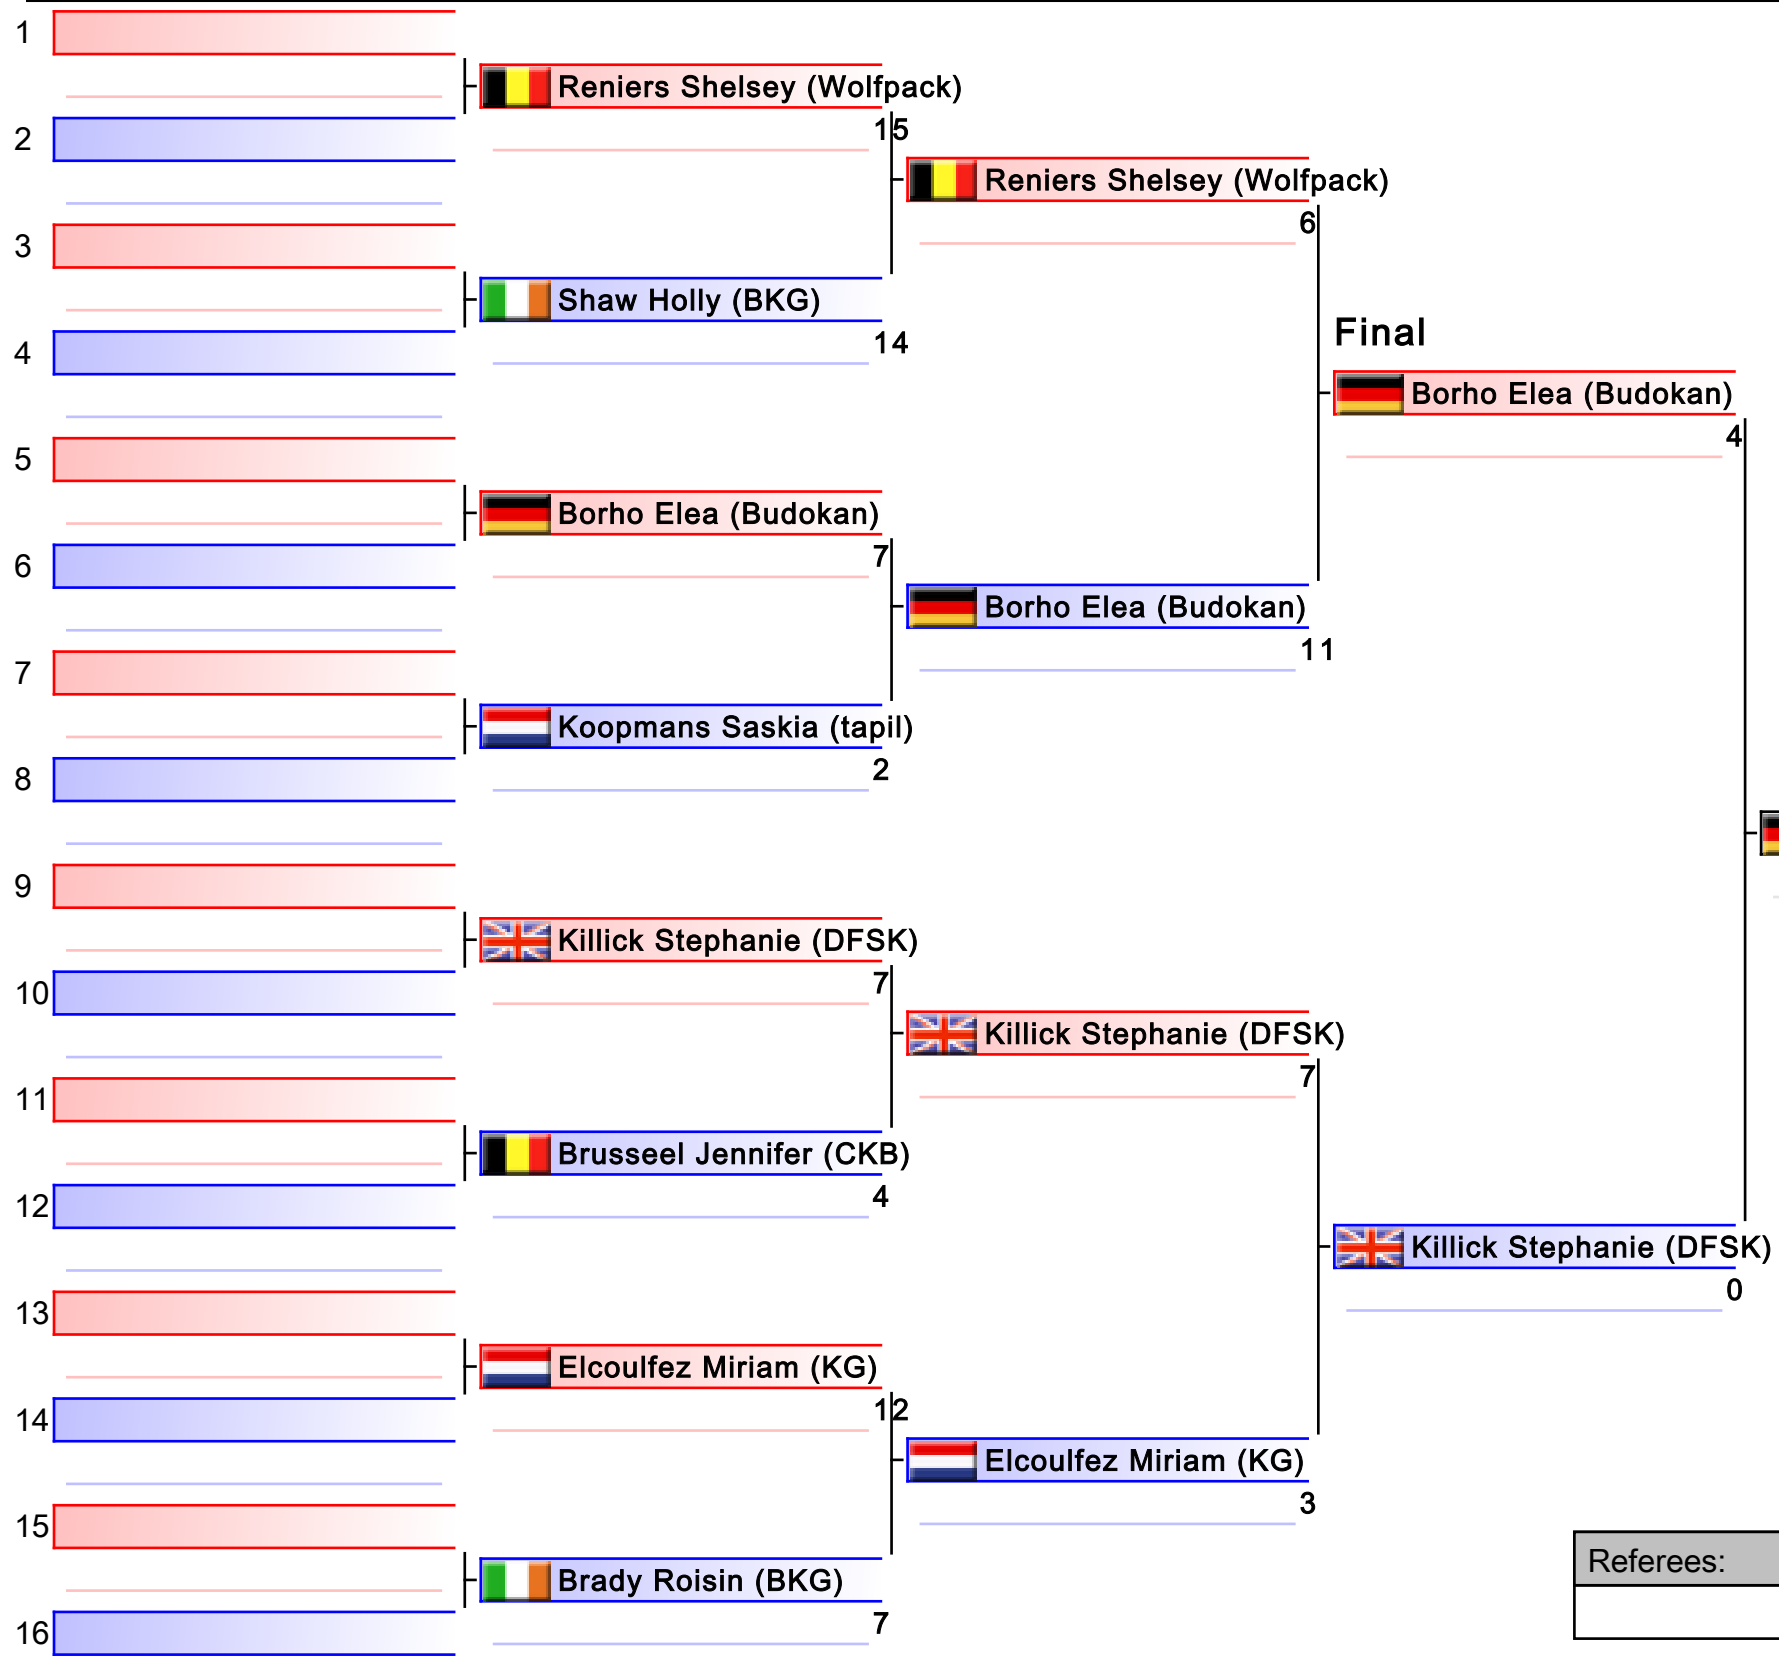 1
Reniers Shelsey (Wolfpack)
15
2
Reniers Shelsey (Wolfpack)
6
3
Shaw Holly (BKG)
14
4
Final
Borho Elea (Budokan)
4
5
Borho Elea (Budokan)
7
6
Borho Elea (Budokan)
11
7
Koopmans Saskia (tapil)
2
8
9
Killick Stephanie (DFSK)
7
10
Killick Stephanie (DFSK)
7
11
Brusseel Jennifer (CKB)
4
12
Killick Stephanie (DFSK)
0
13
Elcoulfez Miriam (KG)
12
14
Elcoulfez Miriam (KG)
3
15
Brady Roisin (BKG)
7
16
Referees: